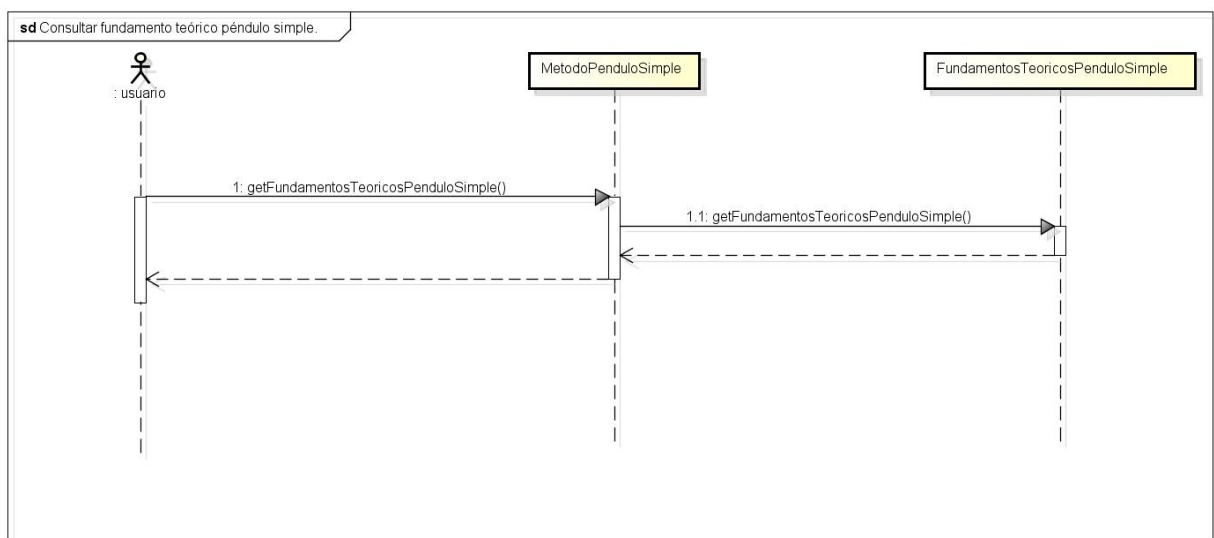 sd Consultar fundamento teórico péndulo simple.
: usuario
MetodoPenduloSimple
FundamentosTeoricosPenduloSimple
1: getFundamentosTeoricosPenduloSimple()
1.1: getFundamentosTeoricosPenduloSimple()